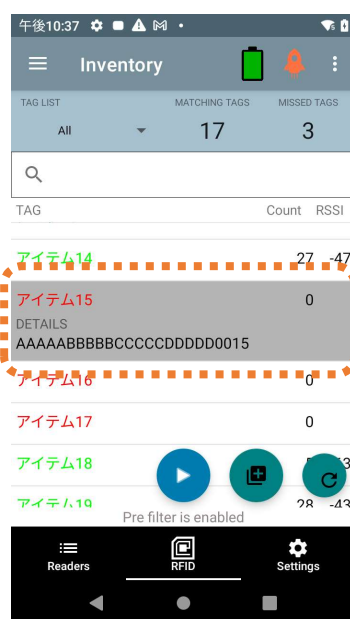 午後10:37
Inventory
TAG LIST MATCHING TAGS MISSED TAGS
All 17 3
TAG Count RSSI
アイテム14 27 -47
アイテム15 0
DETAILS
AAAAABBBBBCCCCCDDDDD0015
アイテム16 0
アイテム17 0
アイテム18
アイテム19 28 -43
Pre filter is enabled
Readers RFID Settings